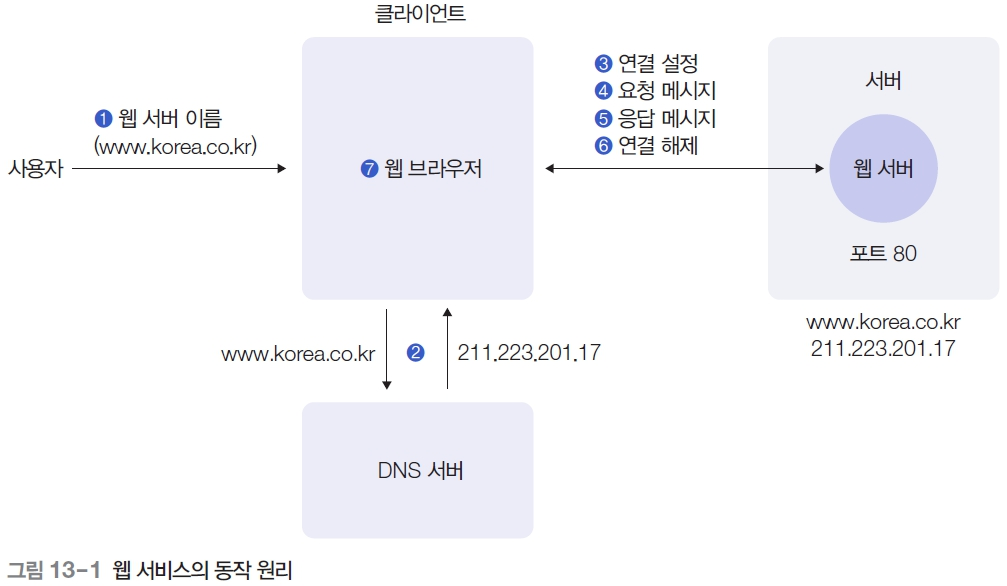 클라이언트
❶ 웹 서버 이름
(www.korea.co.kr)
사용자
❼ 웹 브라우저
❸ 연결 설정
❹ 요청 메시지
❺ 응답 메시지
❻ 연결 해제
서버
웹 서버
포트 80
www.korea.co.kr
211.223.201.17
www.korea.co.kr ❷ 211.223.201.17
DNS 서버
그림 13-1 웹 서비스의 동작 원리